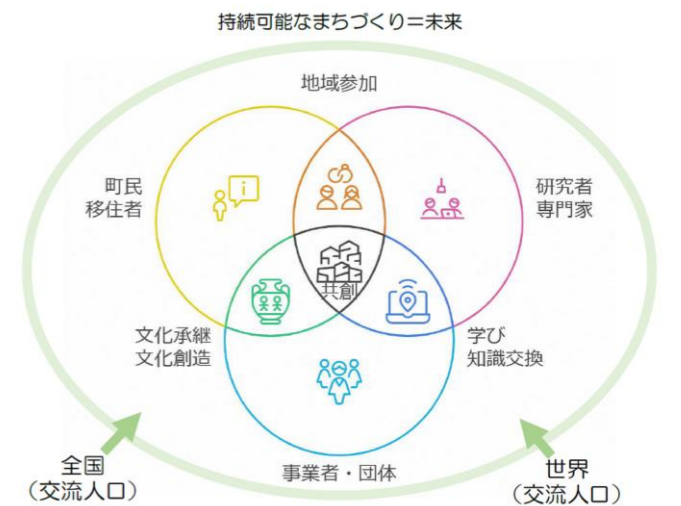 持続可能なまちづくり＝未来
地域参加
町民
移住者
研究者
専門家
共創
文化承継
文化創造
学び
知識交換
全国
（交流人口）
事業者・団体
世界
（交流人口）